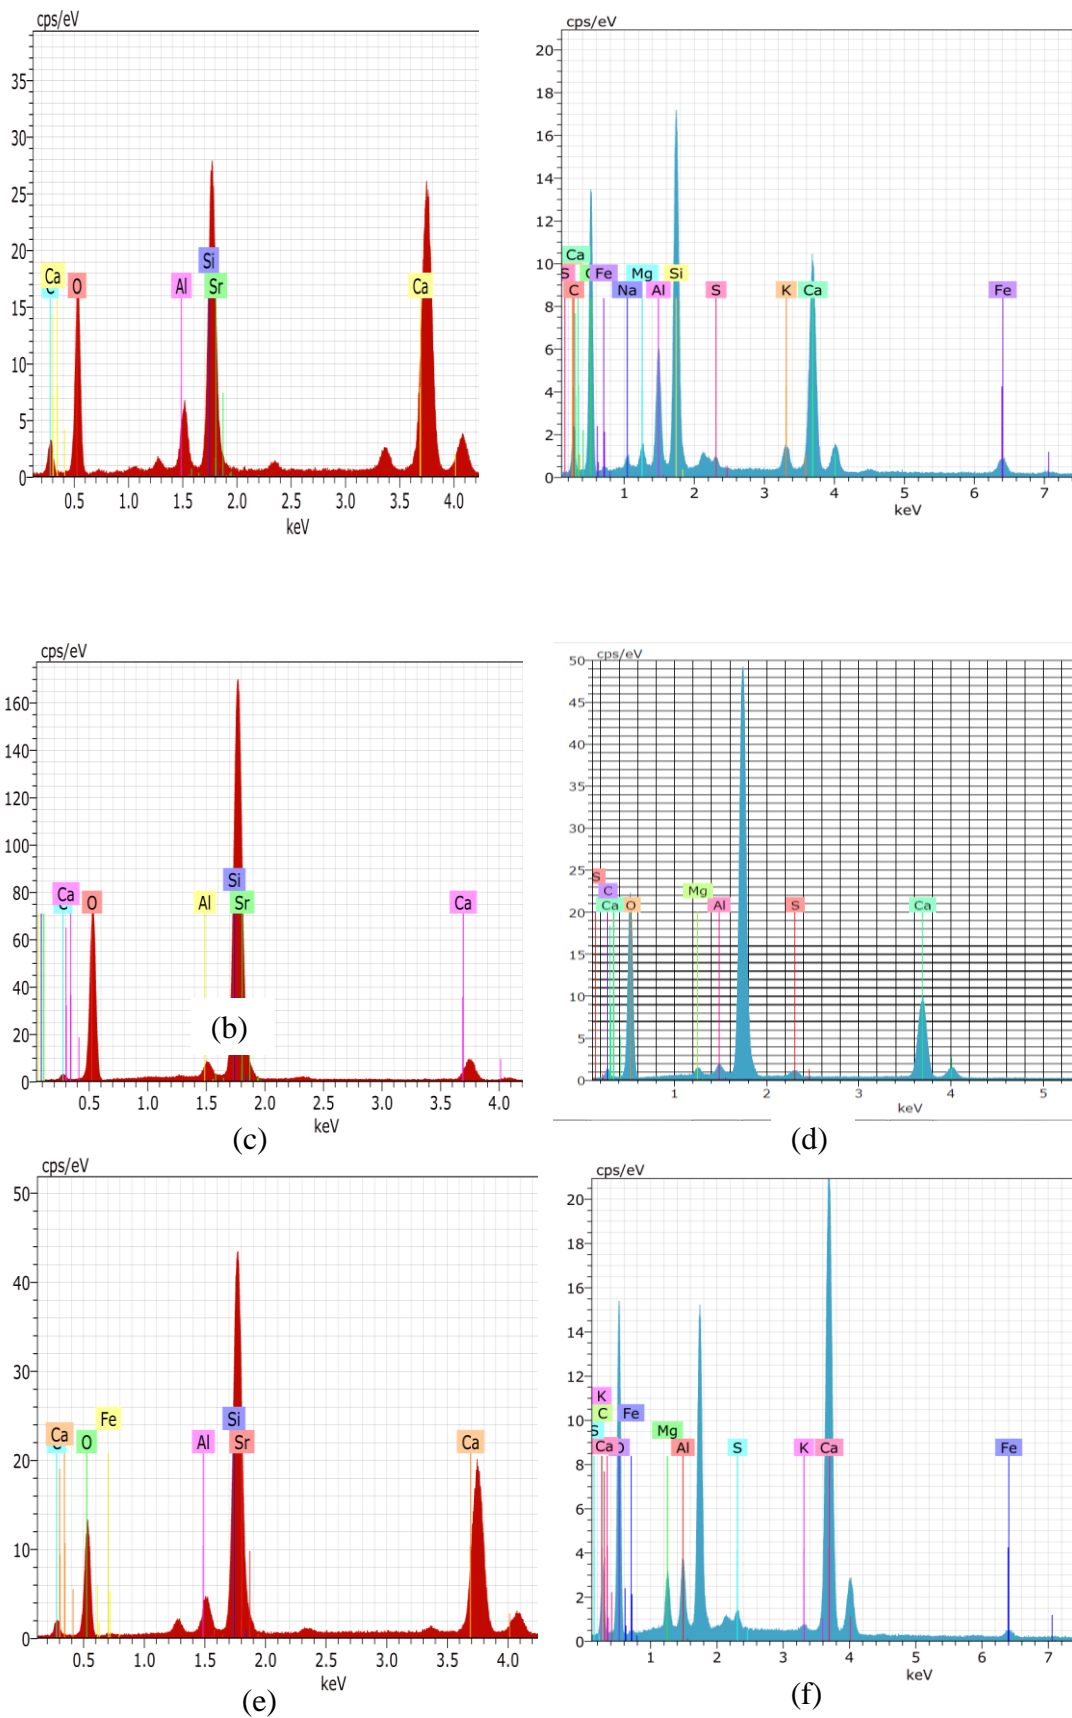 cps/eV
35
30
25
20
15
10
5
0
Ca
C
O
Al
Si
Sr
Ca
0.5 1.0 1.5 2.0 2.5 3.0 3.5 4.0
keV
cps/eV
20
18
16
14
12
10
8
6
4
2
0
Ca
S Fe Mg Si
C Na Al S K Ca Fe
1 2 3 4 5 6 7
keV
cps/eV
160
140
120
100
80
60
40
20
0
Ca Si
O Al Sr Ca
(b)
0.5 1.0 1.5 2.0 2.5 3.0 3.5 4.0
keV
(c)
cps/eV
50
45
40
35
30
25
20
15
10
5
0
S
C Mg
Ca O Al S Ca
1 2 3 4 5
keV
(d)
cps/eV
50
40
30
20
10
0
Ca Fe Si
O Al Sr Ca
0.5 1.0 1.5 2.0 2.5 3.0 3.5 4.0
keV
(e)
cps/eV
20
18
16
14
12
10
8
6
4
2
0
K
C Fe
S Mg
Ca Al S K Ca Fe
1 2 3 4 5 6 7
keV
(f)